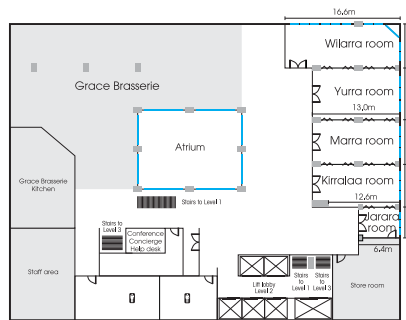 16.6m
Wilarra room
Grace Brasserie
Yurra room
13.0m
Marra room
Atrium
Kirralaa room
Grace Brasserie
Kitchen
12.6m
Stairs to Level 1
Jarara
room
Stairs to
Level 3
Conference
Concierge
Help desk
6.4m
Staff area
Lift lobby
Level 2
Stairs
to
Level 1
Stairs
to
Level 3
Store room